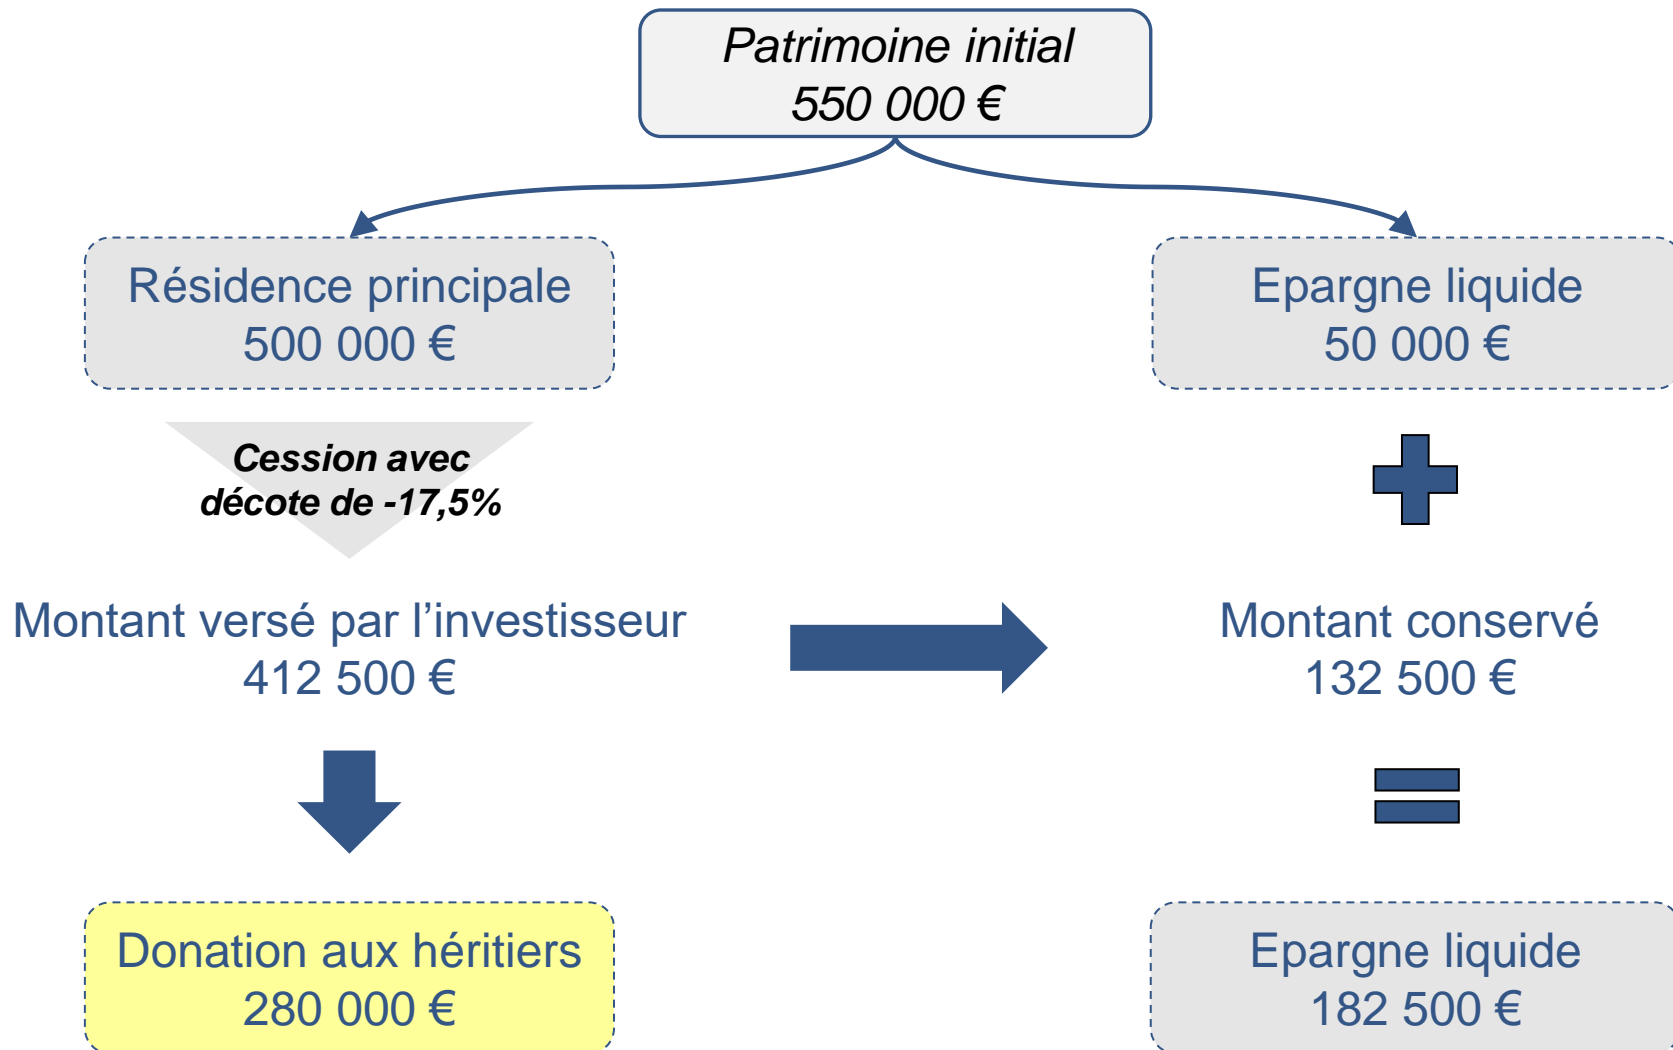 Patrimoine initial
550 000 €
Résidence principale
500 000 €
Epargne liquide
50 000 €
Cession avec
décote de -17,5%
Montant versé par l’investisseur
412 500 €
Montant conservé
132 500 €
Donation aux héritiers
280 000 €
Epargne liquide
182 500 €